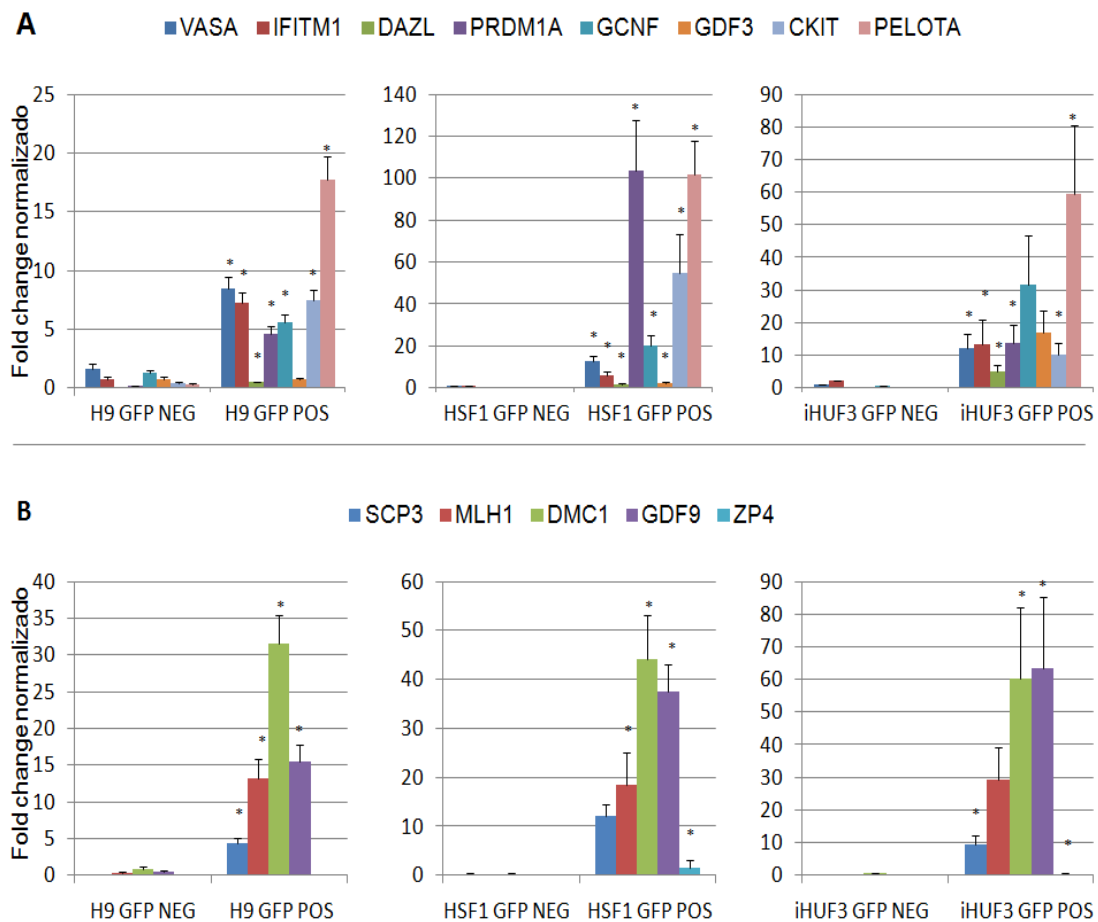 A
VASA IFITM1 DAZL PRDM1A GCNF GDF3 CKIT PELOTA
Fold change normalizado
25
20
15
10
5
0
* * * * * * *
H9 GFP NEG H9 GFP POS
140
120
100
80
60
40
20
0
* * * * * * * *
HSF1 GFP NEG HSF1 GFP POS
90
80
70
60
50
40
30
20
10
0
* * * * * *
iHUF3 GFP NEG iHUF3 GFP POS
B
SCP3 MLH1 DMC1 GDF9 ZP4
Fold change normalizado
40
35
30
25
20
15
10
5
0
* * * *
H9 GFP NEG H9 GFP POS
60
50
40
30
20
10
0
* * * *
HSF1 GFP NEG HSF1 GFP POS
90
80
70
60
50
40
30
20
10
0
* * * *
iHUF3 GFP NEG iHUF3 GFP POS